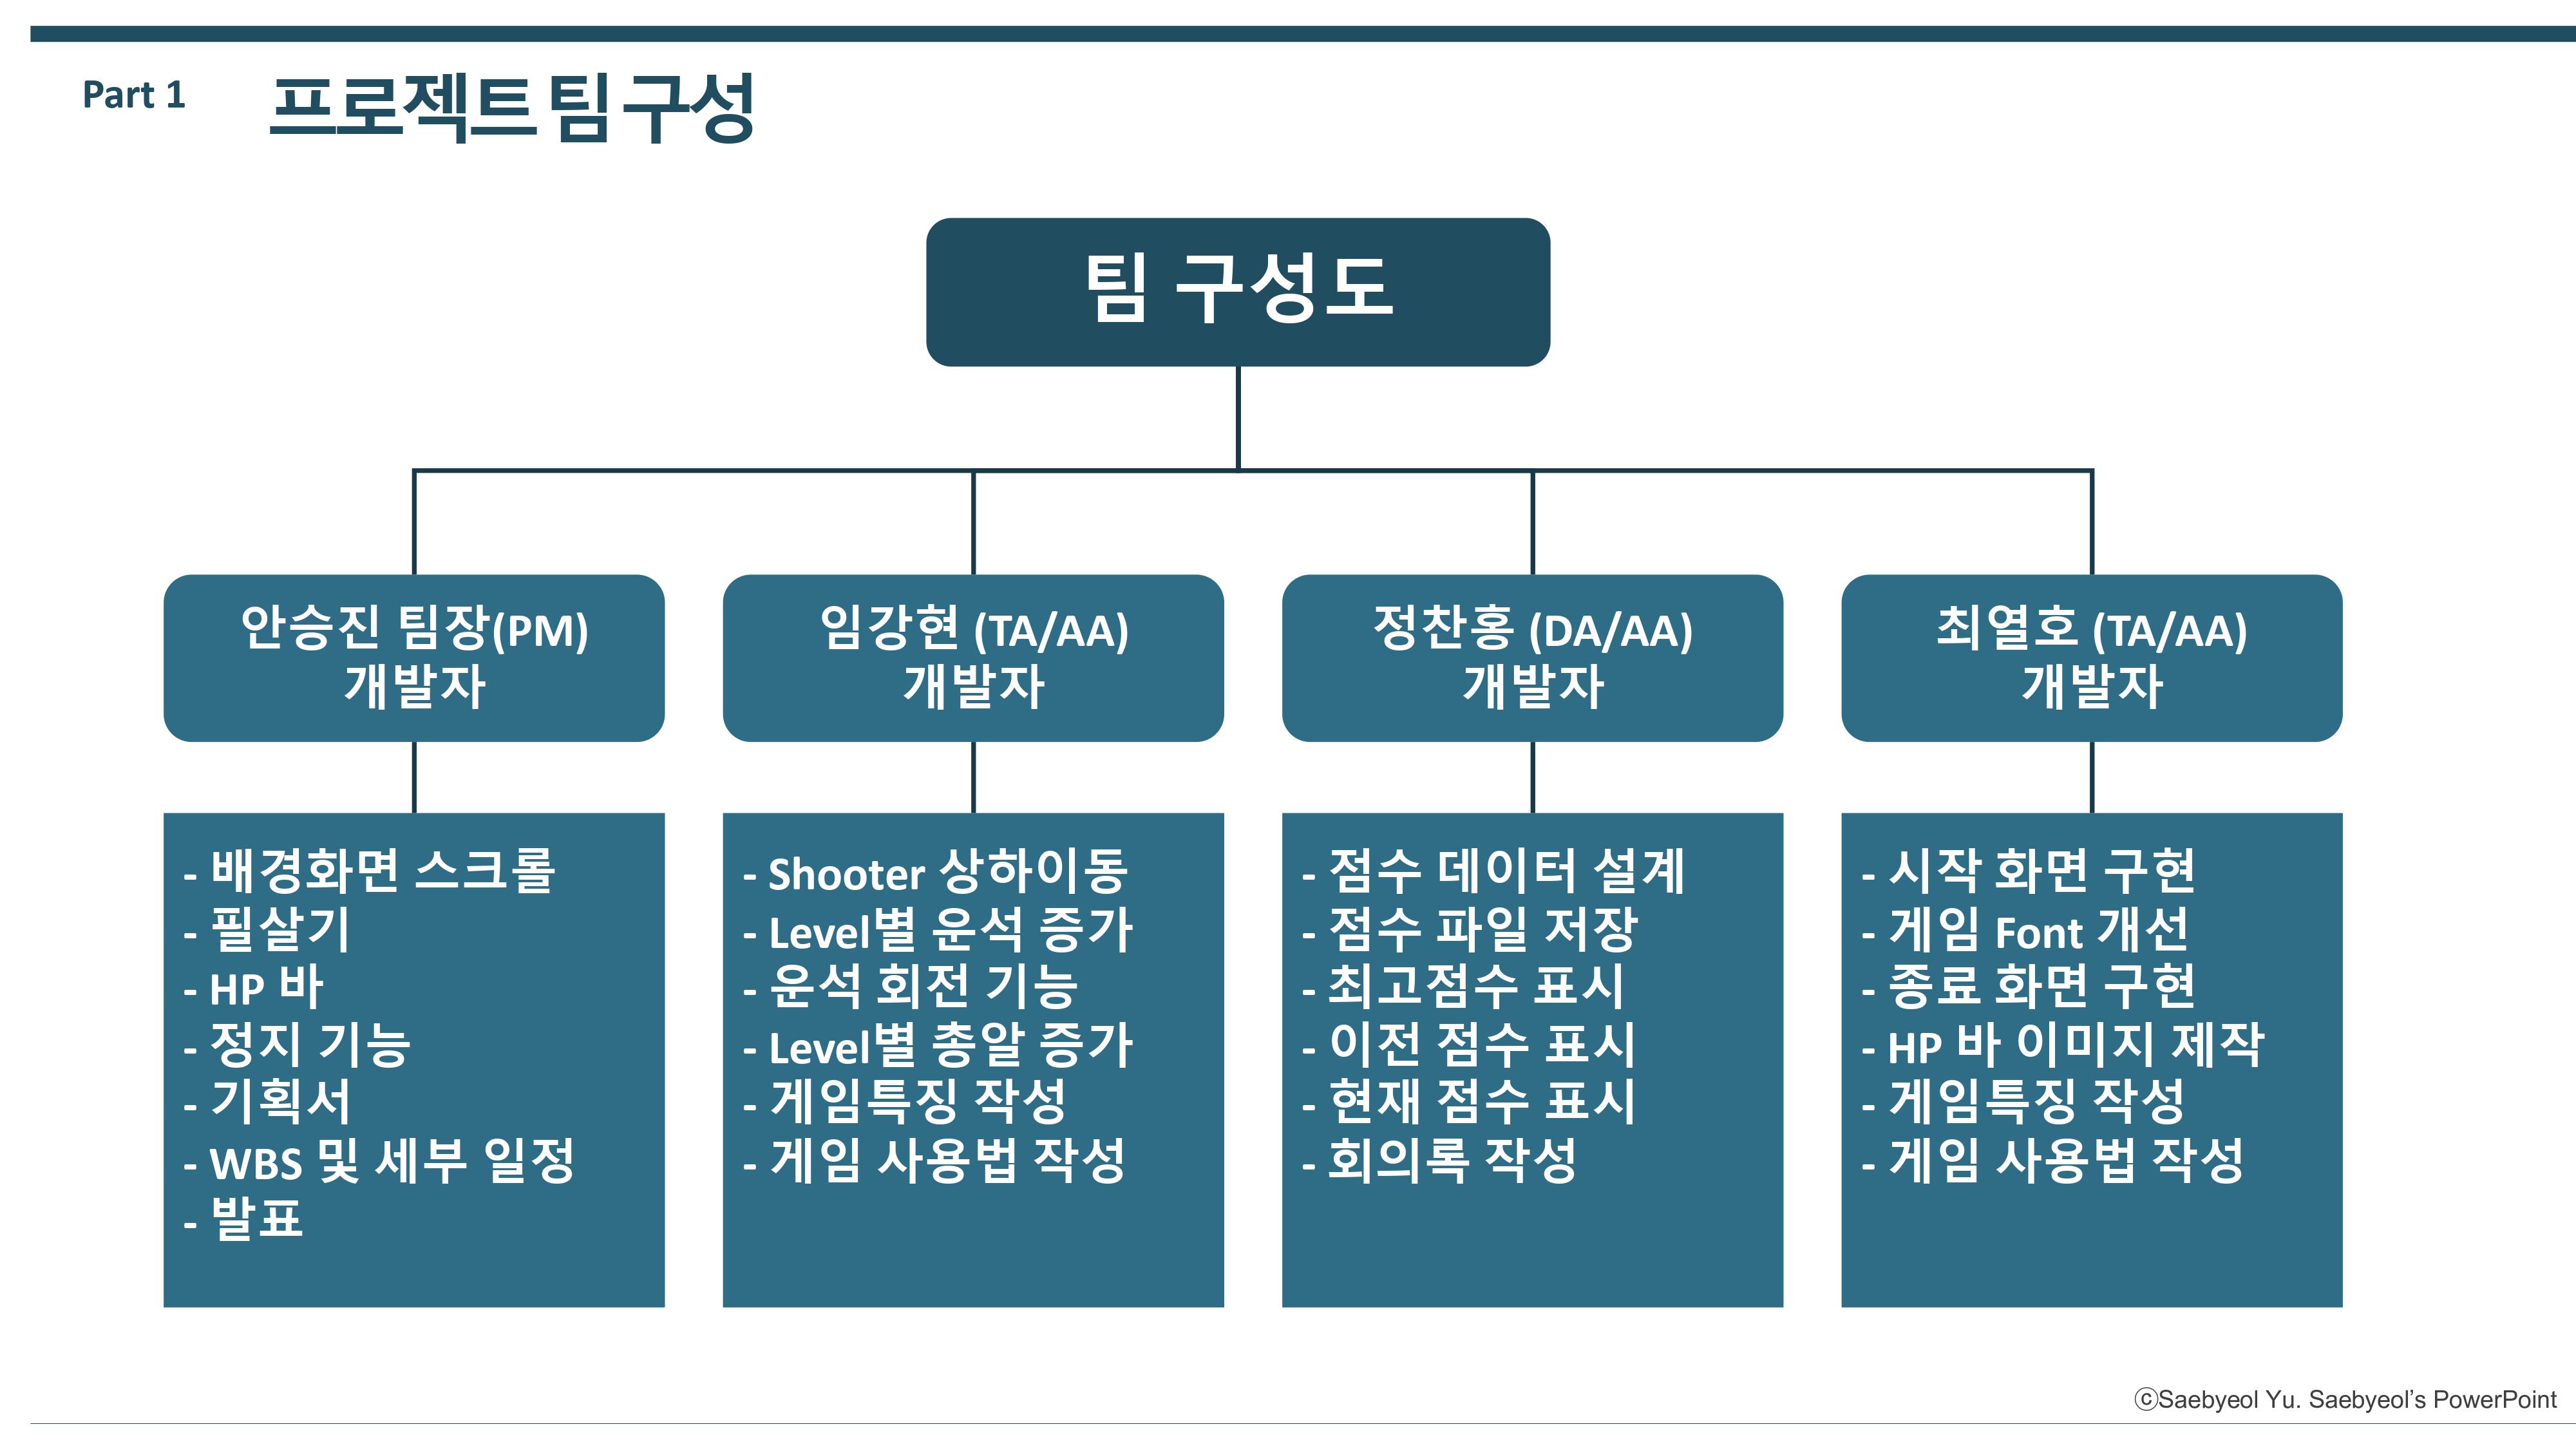 Part 1
프로젝트 팀 구성
팀 구성도
안승진 팀장(PM)
개발자
임강현 (TA/AA)
개발자
정찬홍 (DA/AA)
개발자
최열호 (TA/AA)
개발자
- 배경화면 스크롤
- 필살기
- HP 바
- 정지 기능
- 기획서
- WBS 및 세부 일정
- 발표
- Shooter 상하이동
- Level별 운석 증가
- 운석 회전 기능
- Level별 총알 증가
- 게임특징 작성
- 게임 사용법 작성
- 점수 데이터 설계
- 점수 파일 저장
- 최고점수 표시
- 이전 점수 표시
- 현재 점수 표시
- 회의록 작성
- 시작 화면 구현
- 게임 Font 개선
- 종료 화면 구현
- HP 바 이미지 제작
- 게임특징 작성
- 게임 사용법 작성
ⓒSaebyeol Yu. Saebyeol’s PowerPoint